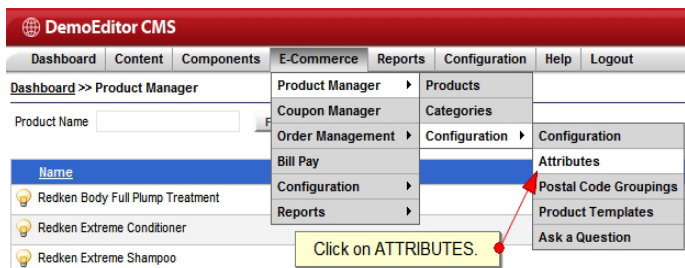 DemoEditor CMS
Dashboard Content Components E-Commerce Reports Configuration Help Logout
Dashboard >> Product Manager
Product Name
Product Manager
Coupon Manager
Order Management
Bill Pay
Configuration
Reports
Products
Categories
Configuration
Configuration
Attributes
Postal Code Groupings
Product Templates
Ask a Question
Name
Redken Body Full Plump Treatment
Redken Extreme Conditioner
Redken Extreme Shampoo
Click on ATTRIBUTES.